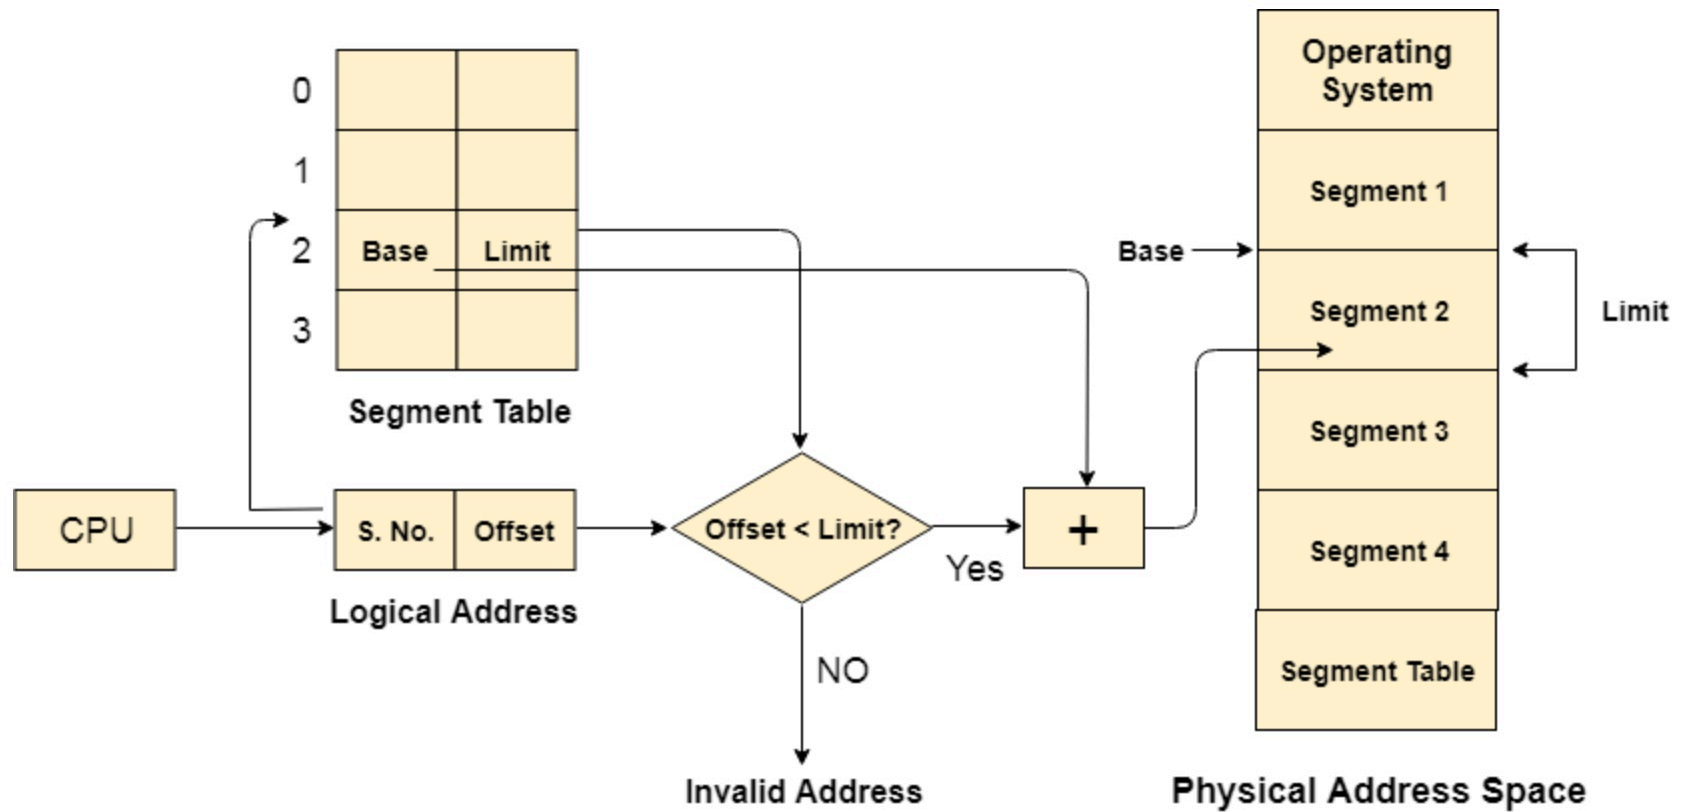 0
1
2
3
Base
Limit
Segment Table
CPU
S. No.
Offset
Logical Address
Offset < Limit?
Yes
NO
Invalid Address
+
Operating
System
Segment 1
Base
Segment 2
Limit
Segment 3
Segment 4
Segment Table
Physical Address Space